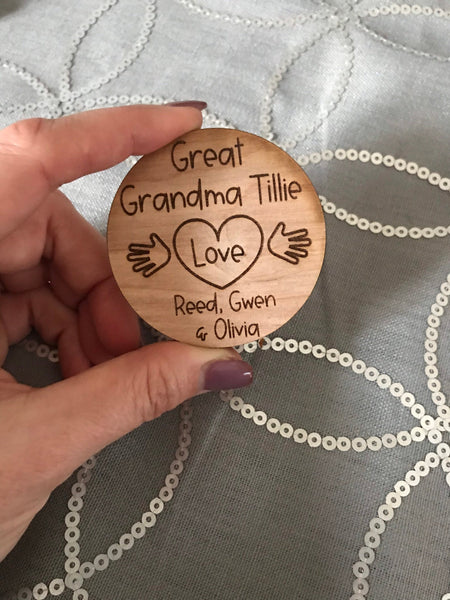 Great
Grandma Tillie
Love
Reed, Gwen
& Olivia